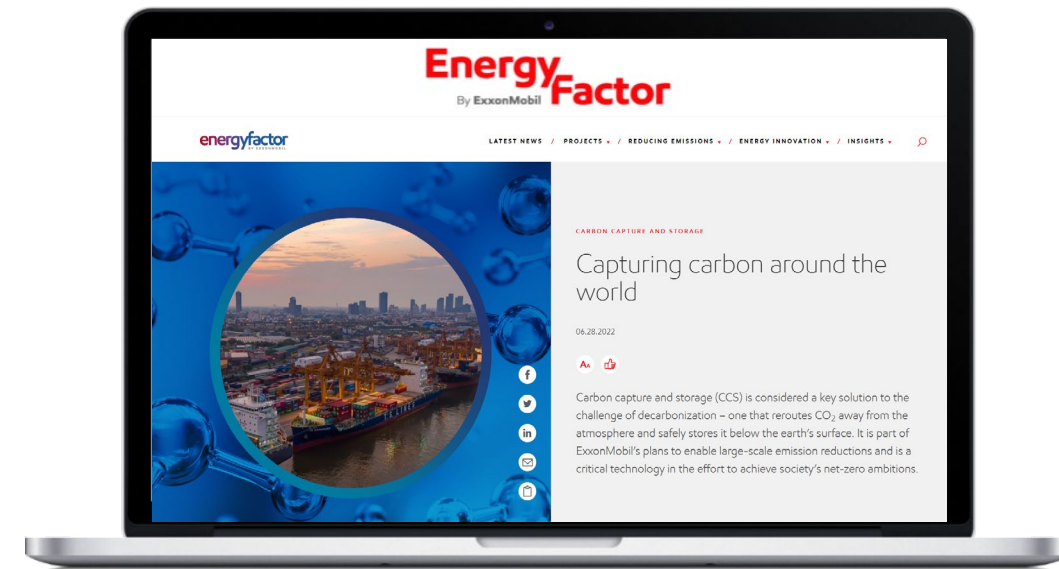 Energy
Factor
By ExxonMobil
energyfactor
BY EXXONMOBIL
LATEST NEWS / PROJECTS / REDUCING EMISSIONS / ENERGY INNOVATION / INSIGHTS
CARBON CAPTURE AND STORAGE
Capturing carbon around the
world
06.28.2022
AA
f
in
Carbon capture and storage (CCS) is considered a key solution to the
challenge of decarbonization – one that reroutes CO₂ away from the
atmosphere and safely stores it below the earth's surface. It is part of
ExxonMobil's plans to enable large-scale emission reductions and is a
critical technology in the effort to achieve society's net-zero ambitions.